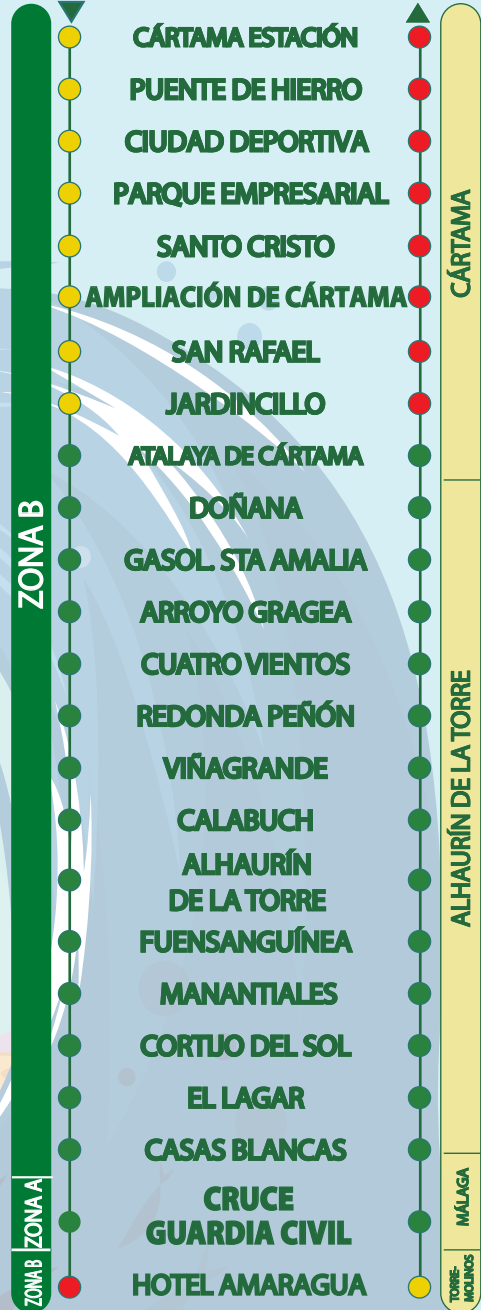 CÁRTAMA ESTACIÓN
PUENTE DE HIERRO
CIUDAD DEPORTIVA
PARQUE EMPRESARIAL
SANTO CRISTO
AMPLIACIÓN DE CÁRTAMA
SAN RAFAEL
JARDINCILLO
ATALAYA DE CÁRTAMA
DOÑANA
GASOL. STA AMALIA
ARROYO GRAGEA
CUATRO VIENTOS
REDONDA PEÑÓN
VIÑAGRANDE
CALABUCH
ALHAURÍN
DE LA TORRE
FUENSANGUÍNEA
MANANTIALES
CORTIJO DEL SOL
EL LAGAR
CASAS BLANCAS
CRUCE
GUARDIA CIVIL
HOTEL AMARAGUA
ZONA B
ZONA A
ZONA B
CÁRTAMA
ALHAURÍN DE LA TORRE
MÁLAGA
TORRE-
MOLINOS